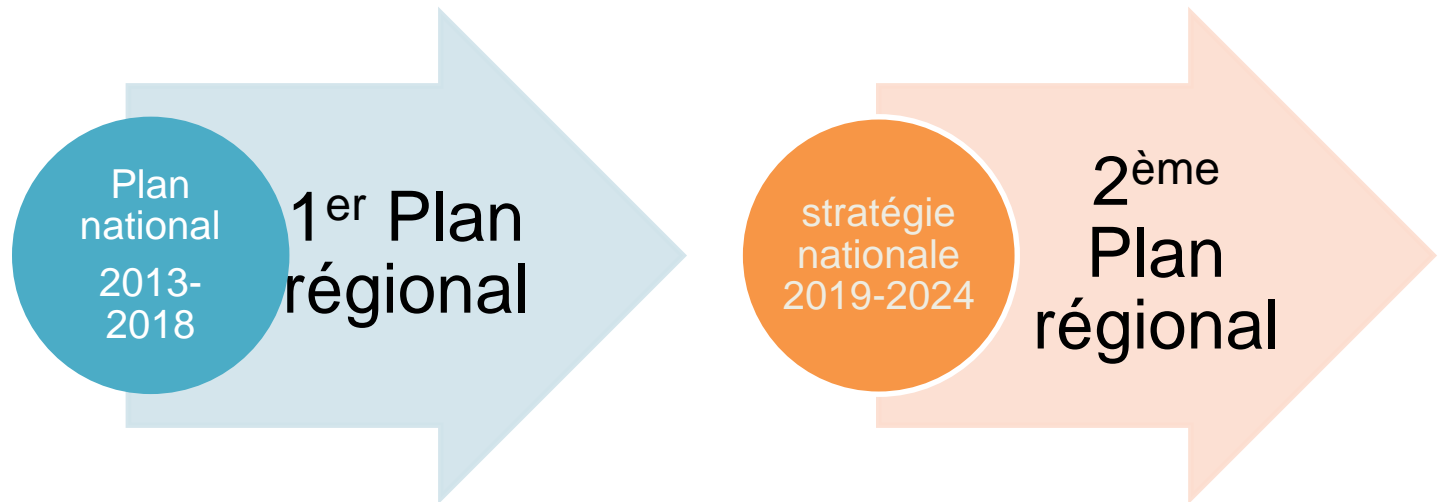 Plan
national
2013-
2018
1er Plan
régional
stratégie
nationale
2019-2024
2ème
Plan
régional